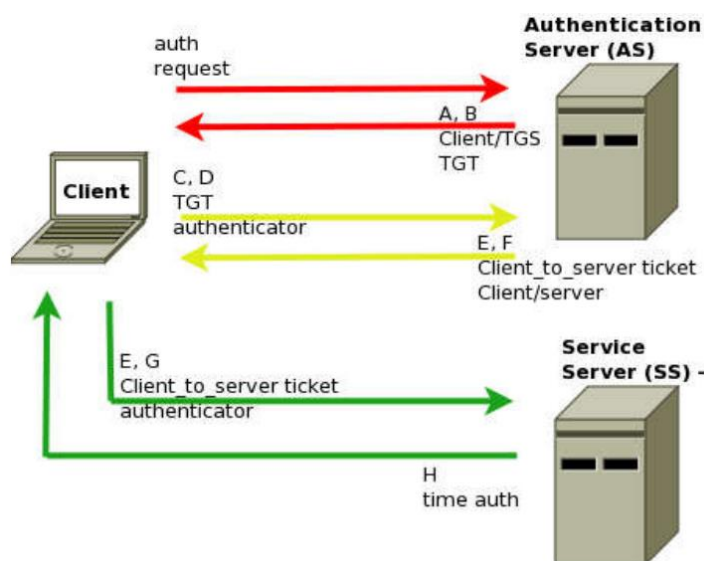 Authentication
Server (AS)
auth
request
A, B
Client/TGS
TGT
Client
C, D
TGT
authenticator
E, F
Client_to_server ticket
Client/server
E, G
Client_to_server ticket
authenticator
Service
Server (SS) -
H
time auth